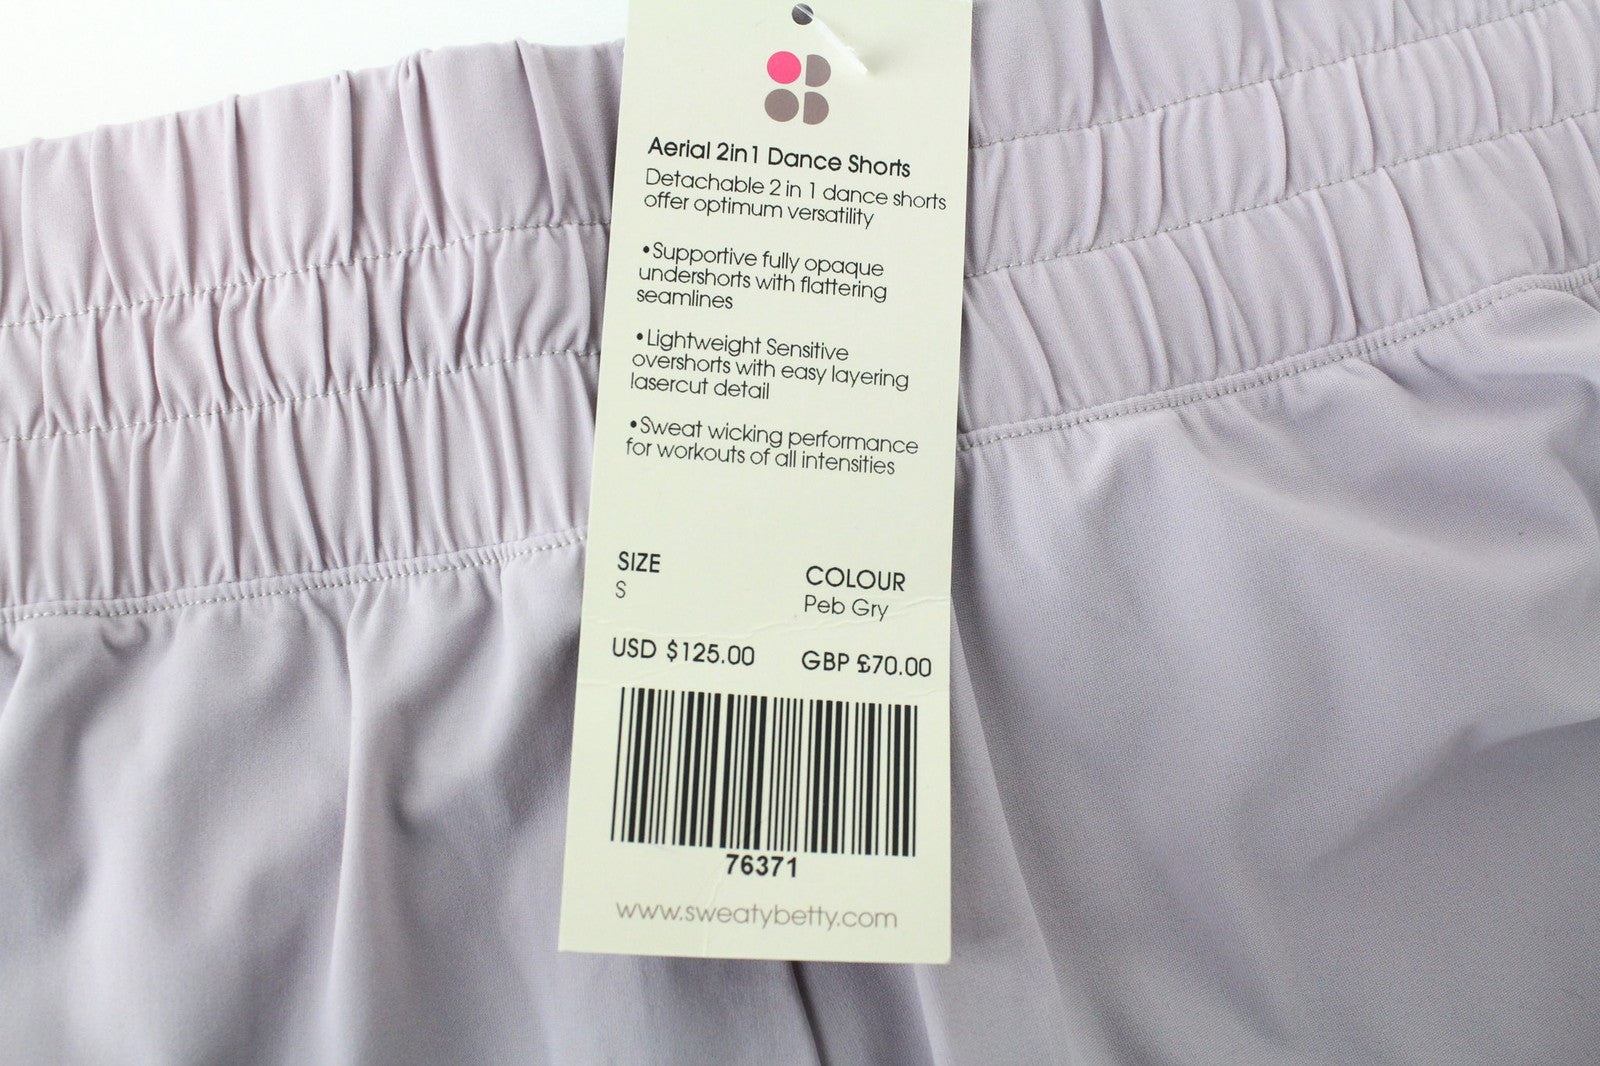 Aerial 2in1 Dance Shorts
Detachable 2 in 1 dance shorts
offer optimum versatility
•Supportive fully opaque
undershorts with flattering
seamlines
•Lightweight Sensitive
overshorts with easy layering
lasercut detail
•Sweat wicking performance
for workouts of all intensities
SIZE
S
COLOUR
Peb Gry
USD $125.00
GBP £70.00
76371
www.sweatybetty.com